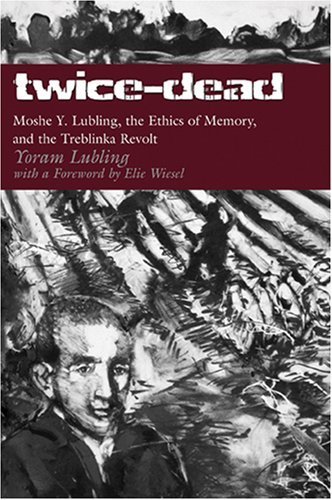 twice-dead
Moshe Y. Lubling, the Ethics of Memory,
and the Treblinka Revolt
Yoram Lubling
with a Foreword by Elie Wiesel